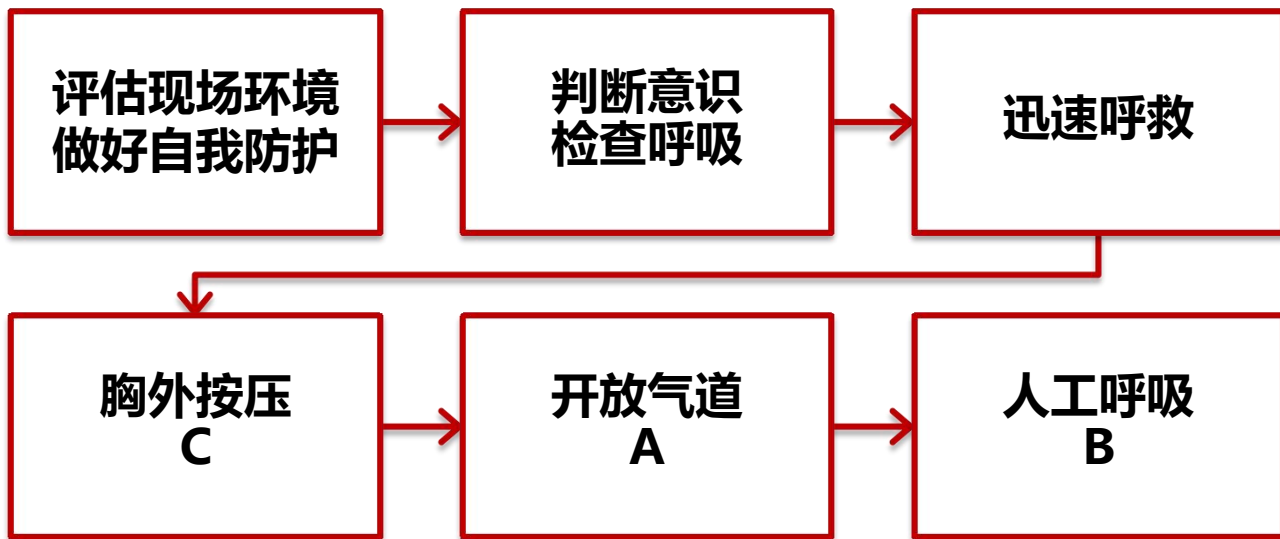 评估现场环境
做好自我防护
判断意识
检查呼吸
迅速呼救
胸外按压
C
开放气道
A
人工呼吸
B